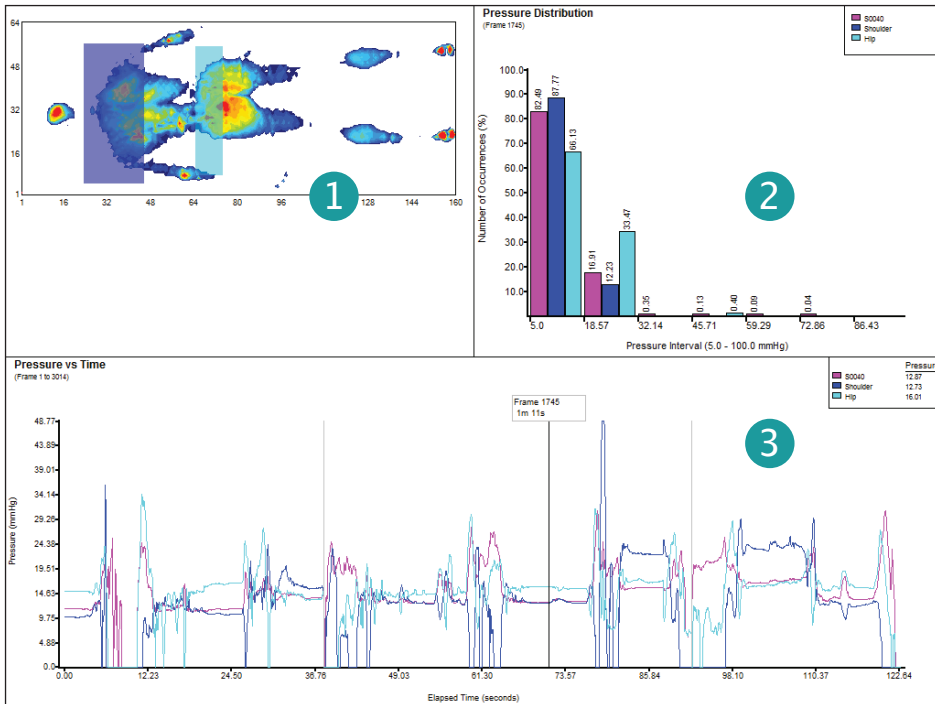 64
48
32
16
1
1 16 32 48 64 80 96 128 144 160
1
Pressure Distribution
(Frame 1745)
S0040
Shoulder
Hip
100.0
90.0
80.0
70.0
60.0
50.0
40.0
30.0
20.0
10.0
Number of Occurrences (%)
82.49
87.77
66.13
16.91
12.23
33.47
0.35
0.13
0.40
0.09
0.04
5.0 18.57 32.14 45.71 59.29 72.86 86.43
Pressure Interval (5.0 - 100.0 mmHg)
2
Pressure vs Time
(Frame 1 to 3014)
Pressure
S0040 12.87
Shoulder 12.73
Hip 16.01
Frame 1745
1m 11s
3
48.77
43.89
39.01
34.14
29.26
24.38
19.51
14.63
9.75
4.88
0.0
Pressure (mmHg)
0.00 12.23 24.50 36.76 49.03 61.30 73.57 85.84 98.10 110.37 122.64
Elapsed Time (seconds)